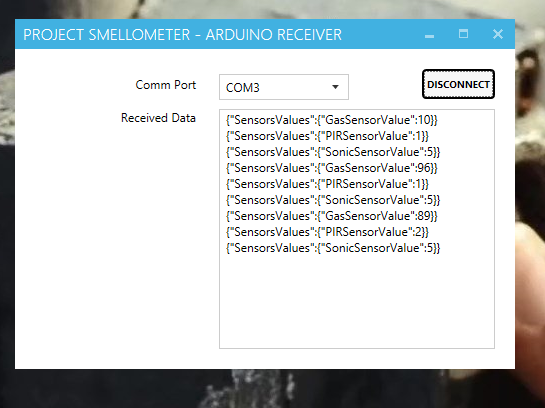 PROJECT SMELLOMETER - ARDUINO RECEIVER
Comm Port COM3 DISCONNECT
Received Data
{"SensorsValues":{"GasSensorValue":10}}
{"SensorsValues":{"PIRSensorValue":1}}
{"SensorsValues":{"SonicSensorValue":5}}
{"SensorsValues":{"GasSensorValue":96}}
{"SensorsValues":{"PIRSensorValue":1}}
{"SensorsValues":{"SonicSensorValue":5}}
{"SensorsValues":{"GasSensorValue":89}}
{"SensorsValues":{"PIRSensorValue":2}}
{"SensorsValues":{"SonicSensorValue":5}}